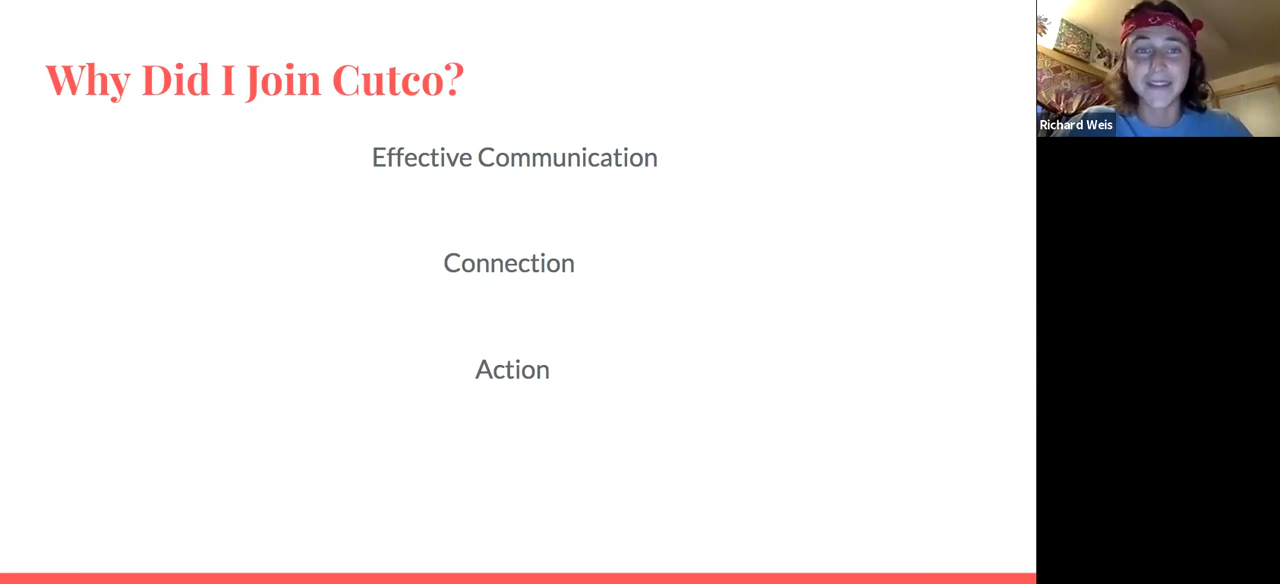 Why Did I Join Cutco?
Effective Communication
Connection
Action
Richard Weis